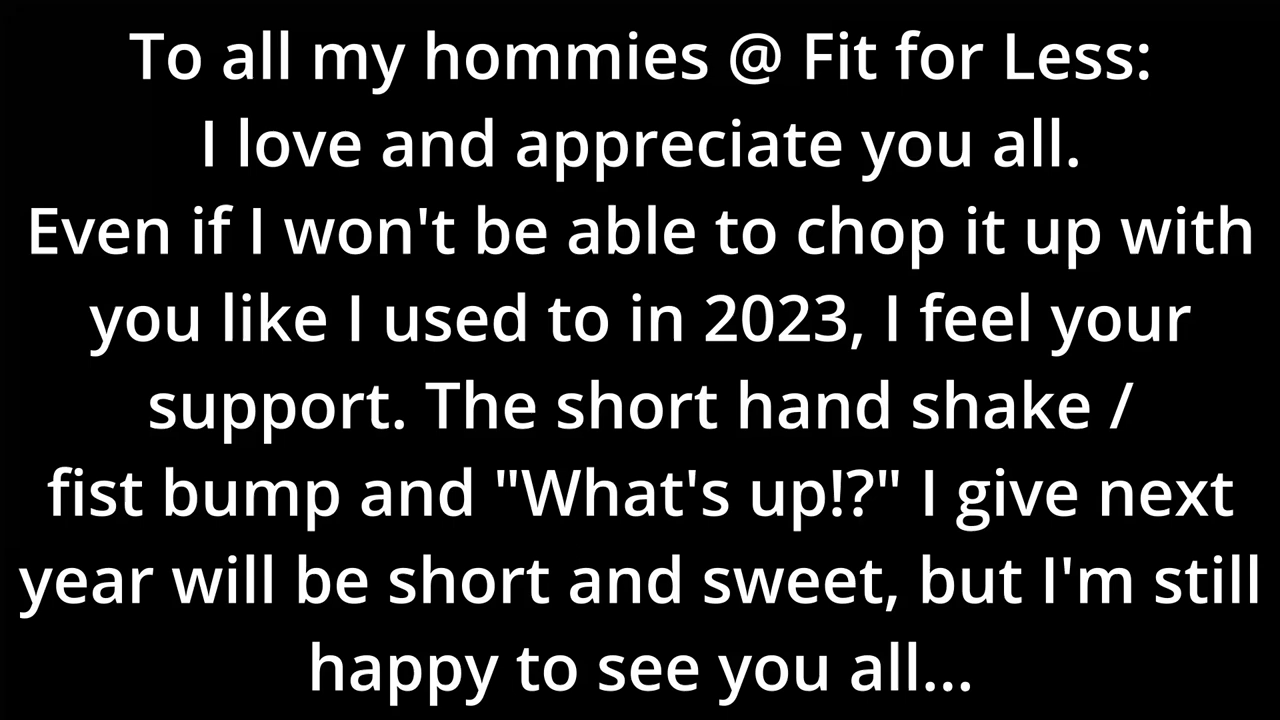 To all my hommies @ Fit for Less:
I love and appreciate you all.
Even if I won't be able to chop it up with
you like I used to in 2023, I feel your
support. The short hand shake /
fist bump and "What's up!?" I give next
year will be short and sweet, but I'm still
happy to see you all...